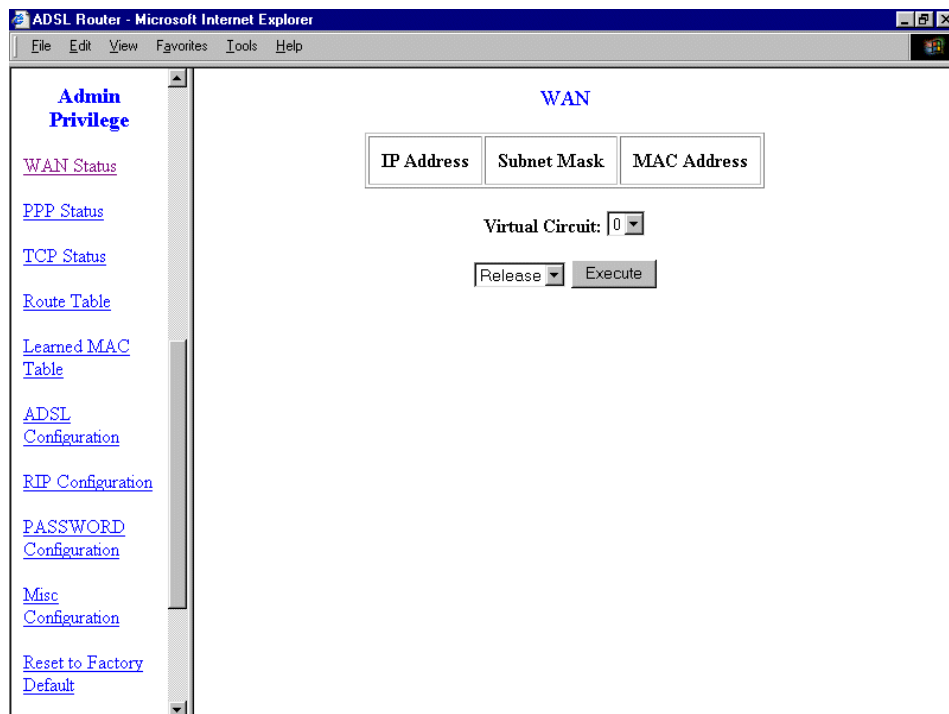 ADSL Router - Microsoft Internet Explorer
File Edit View Favorites Tools Help
Admin
Privilege
WAN Status
PPP Status
TCP Status
Route Table
Learned MAC
Table
ADSL
Configuration
RIP Configuration
PASSWORD
Configuration
Misc
Configuration
Reset to Factory
Default
WAN
IP Address Subnet Mask MAC Address
Virtual Circuit: 0
Release Execute